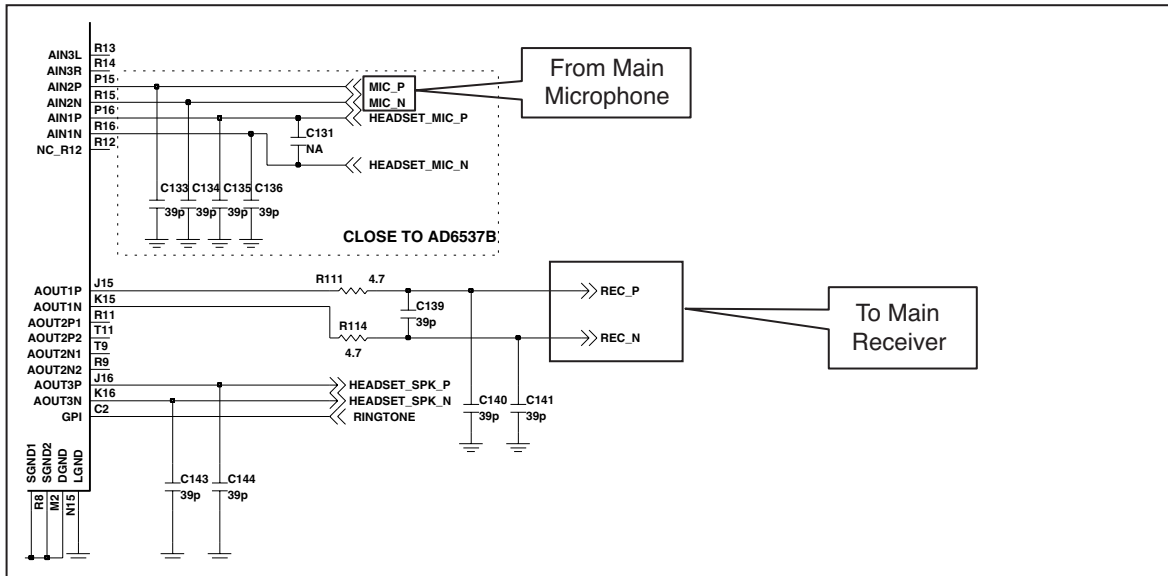 AIN3L R13
AIN3R R14
AIN2P P15
AIN2N R15
AIN1P P16
AIN1N R16
NC_R12 R12
MIC_P
MIC_N
HEADSET_MIC_P
C131
NA
HEADSET_MIC_N
From Main
Microphone
C133 C134 C135 C136
39p 39p 39p 39p
CLOSE TO AD6537B
AOUT1P J15
AOUT1N K15
AOUT2P1 R11
AOUT2P2 T11
AOUT2N1 T9
AOUT2N2 R9
AOUT3P J16
AOUT3N K16
GPI C2
R111 4.7
C139
39p
R114
4.7
REC_P
REC_N
To Main
Receiver
HEADSET_SPK_P
HEADSET_SPK_N
RINGTONE
C140 C141
39p 39p
SGND1
SGND2
DGND
LGND
R8
M2
N15
C143 C144
39p 39p